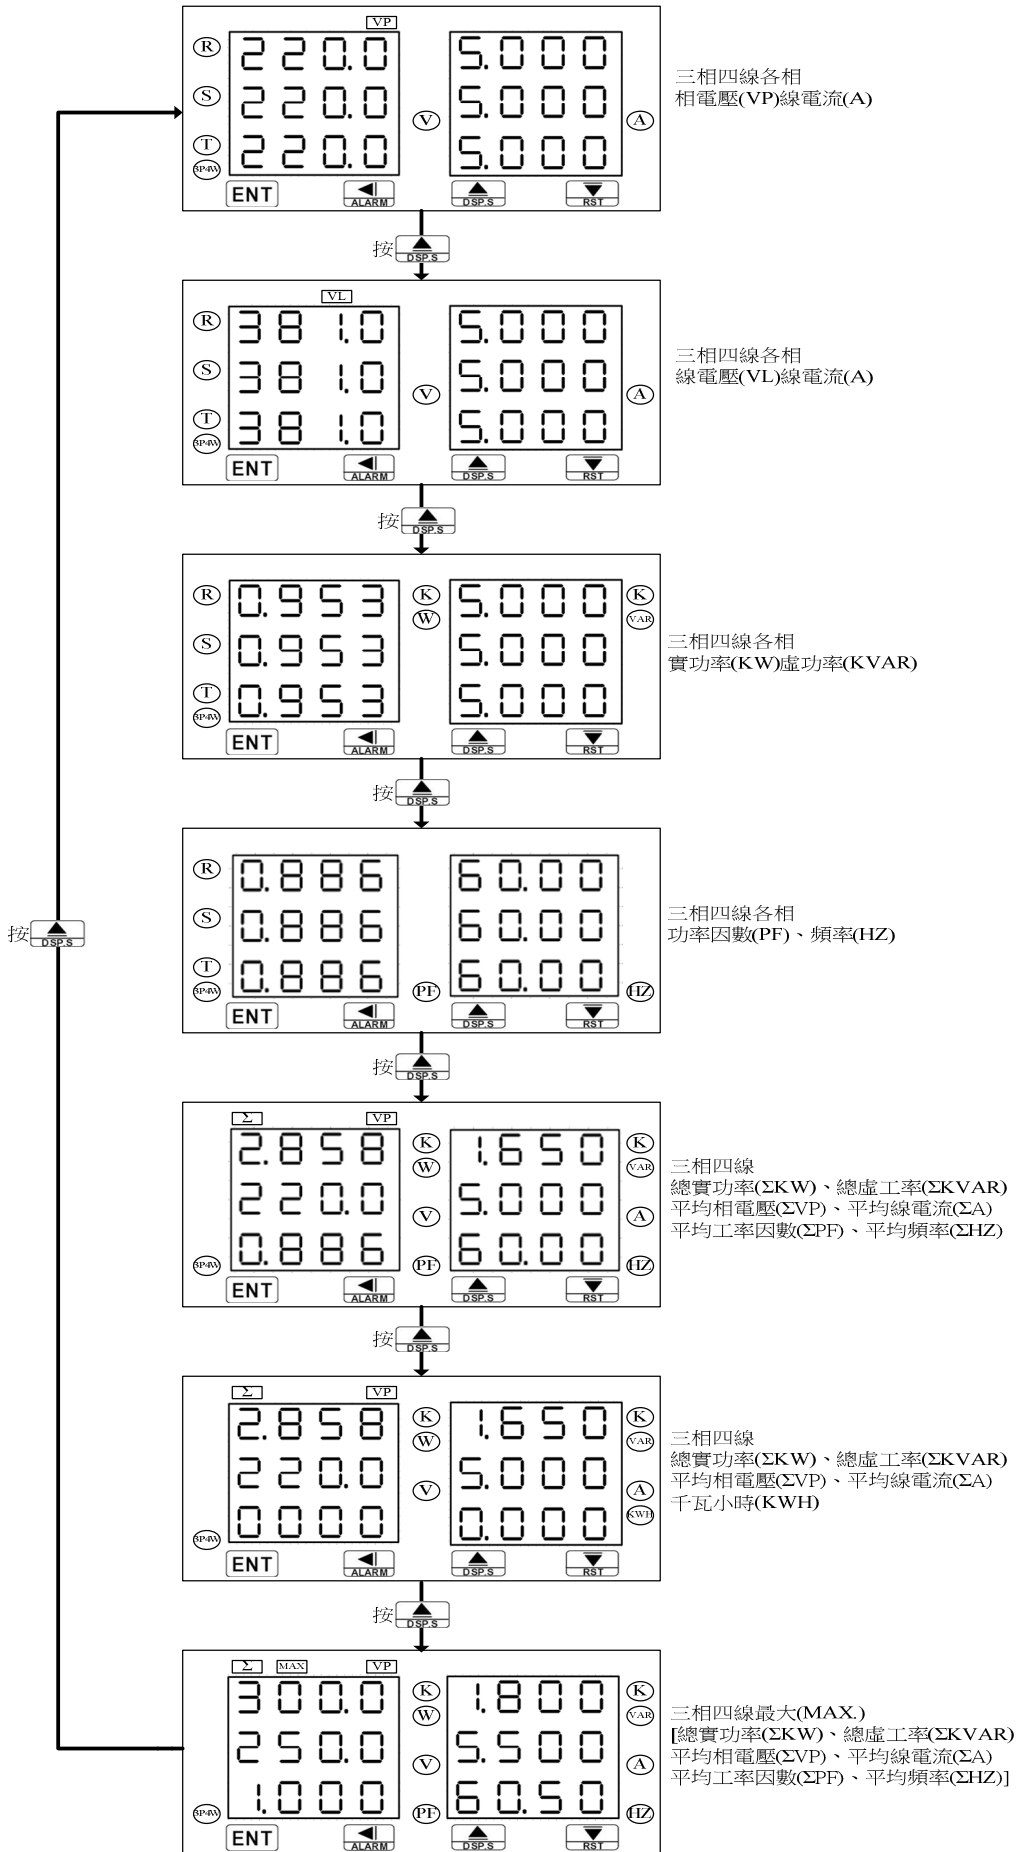 VP
R 220.0 5.000
S 220.0 V 5.000 A
T 220.0 5.000
3P4W
ENT ALARM DSP.S RST
三相四線各相
相電壓(VP)線電流(A)
按 DSP.S
VL
R 381.0 5.000
S 381.0 V 5.000 A
T 381.0 5.000
3P4W
ENT ALARM DSP.S RST
三相四線各相
線電壓(VL)線電流(A)
按 DSP.S
R 0.953 K 5.000 K
W VAR
S 0.953 5.000
T 0.953 5.000
3P4W
ENT ALARM DSP.S RST
三相四線各相
實功率(KW)虛功率(KVAR)
按 DSP.S
R 0.886 60.00
S 0.886 60.00
T 0.886 60.00
3P4W PF HZ
ENT ALARM DSP.S RST
三相四線各相
功率因數(PF)、頻率(HZ)
按 DSP.S
按 DSP.S
Σ VP
2.858 K 1.650 K
W VAR
220.0 V 5.000 A
0.886 60.00
3P4W PF HZ
ENT ALARM DSP.S RST
三相四線
總實功率(ΣKW)、總虛工率(ΣKVAR)
平均相電壓(ΣVP)、平均線電流(ΣA)
平均工率因數(ΣPF)、平均頻率(ΣHZ)
按 DSP.S
Σ VP
2.858 K 1.650 K
W VAR
220.0 V 5.000 A
0000 0.000 KWH
3P4W
ENT ALARM DSP.S RST
三相四線
總實功率(ΣKW)、總虛工率(ΣKVAR)
平均相電壓(ΣVP)、平均線電流(ΣA)
千瓦小時(KWH)
按 DSP.S
Σ MAX VP
300.0 K 1.800 K
W VAR
250.0 V 5.500 A
1.000 60.50
3P4W PF HZ
ENT ALARM DSP.S RST
三相四線最大(MAX.)
[總實功率(ΣKW)、總虛工率(ΣKVAR)
平均相電壓(ΣVP)、平均線電流(ΣA)
平均工率因數(ΣPF)、平均頻率(ΣHZ)]